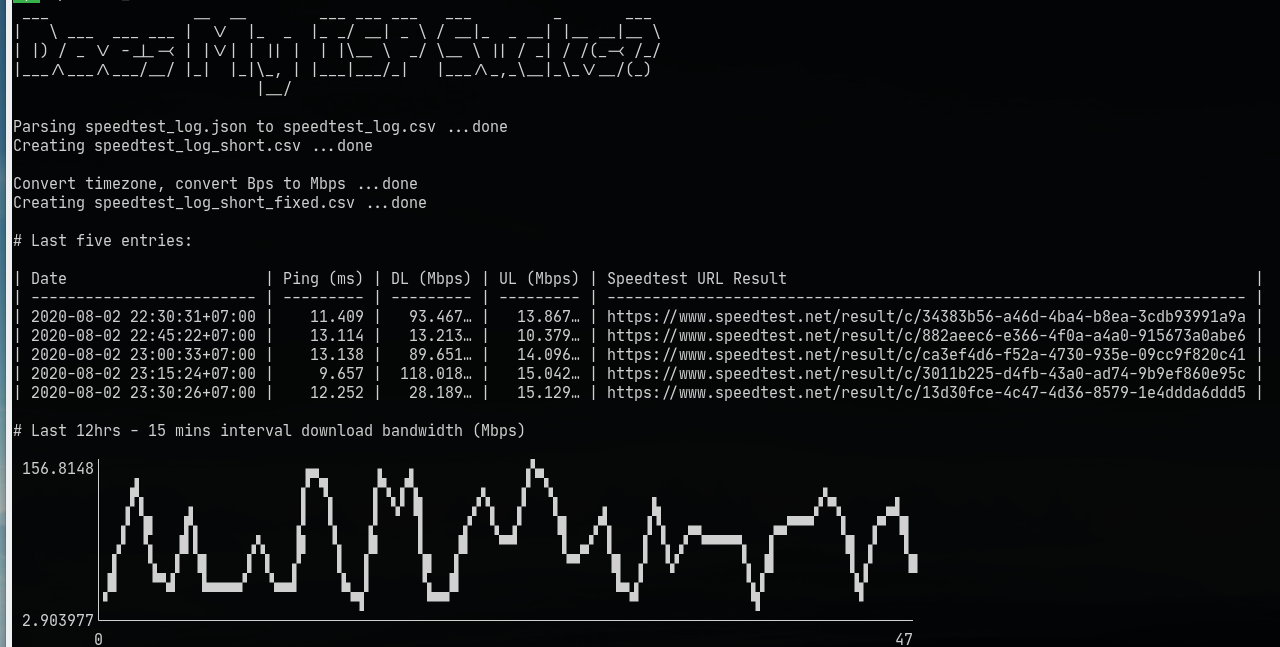 Does My ISP Sucks?
Parsing speedtest_log.json to speedtest_log.csv ...done
Creating speedtest_log_short.csv ...done
Convert timezone, convert Bps to Mbps ...done
Creating speedtest_log_short_fixed.csv ...done
# Last five entries:
| Date | Ping (ms) | DL (Mbps) | UL (Mbps) | Speedtest URL Result |
| ------------------------- | --------- | --------- | --------- | ----------------------------------------------------------------------- |
| 2020-08-02 22:30:31+07:00 | 11.409 | 93.467… | 13.867… | https://www.speedtest.net/result/c/34383b56-a46d-4ba4-b8ea-3cdb93991a9a |
| 2020-08-02 22:45:22+07:00 | 13.114 | 13.213… | 10.379… | https://www.speedtest.net/result/c/882aeec6-e366-4f0a-a4a0-915673a0abe6 |
| 2020-08-02 23:00:33+07:00 | 13.138 | 89.651… | 14.096… | https://www.speedtest.net/result/c/ca3ef4d6-f52a-4730-935e-09cc9f820c41 |
| 2020-08-02 23:15:24+07:00 | 9.657 | 118.018… | 15.042… | https://www.speedtest.net/result/c/3011b225-d4fb-43a0-ad74-9b9ef860e95c |
| 2020-08-02 23:30:26+07:00 | 12.252 | 28.189… | 15.129… | https://www.speedtest.net/result/c/13d30fce-4c47-4d36-8579-1e4ddda6ddd5 |
# Last 12hrs - 15 mins interval download bandwidth (Mbps)
156.8148
2.903977
0 47